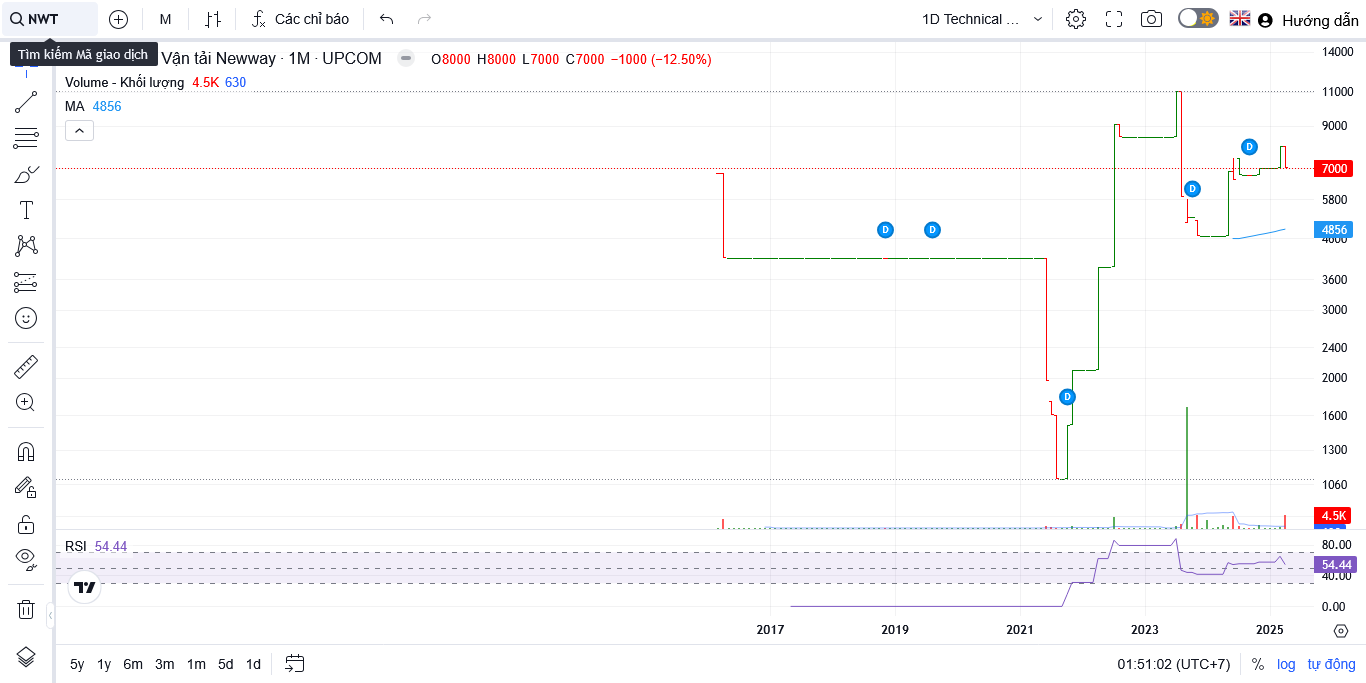 NWT
M
Các chỉ báo
1D Technical ...
Hướng dẫn
Tìm kiếm Mã giao dịch
Vận tải Newway · 1M · UPCOM
O8000 H8000 L7000 C7000 −1000 (−12.50%)
Volume - Khối lượng 4.5K 630
MA 4856
14000
11000
9000
7000
5800
4856
3600
3000
2400
2000
1600
1300
1060
4.5K
D
D
D
D
D
RSI 54.44
80.00
54.44
40.00
0.00
2017 2019 2021 2023 2025
5y 1y 6m 3m 1m 5d 1d
01:51:02 (UTC+7)
% log tự động